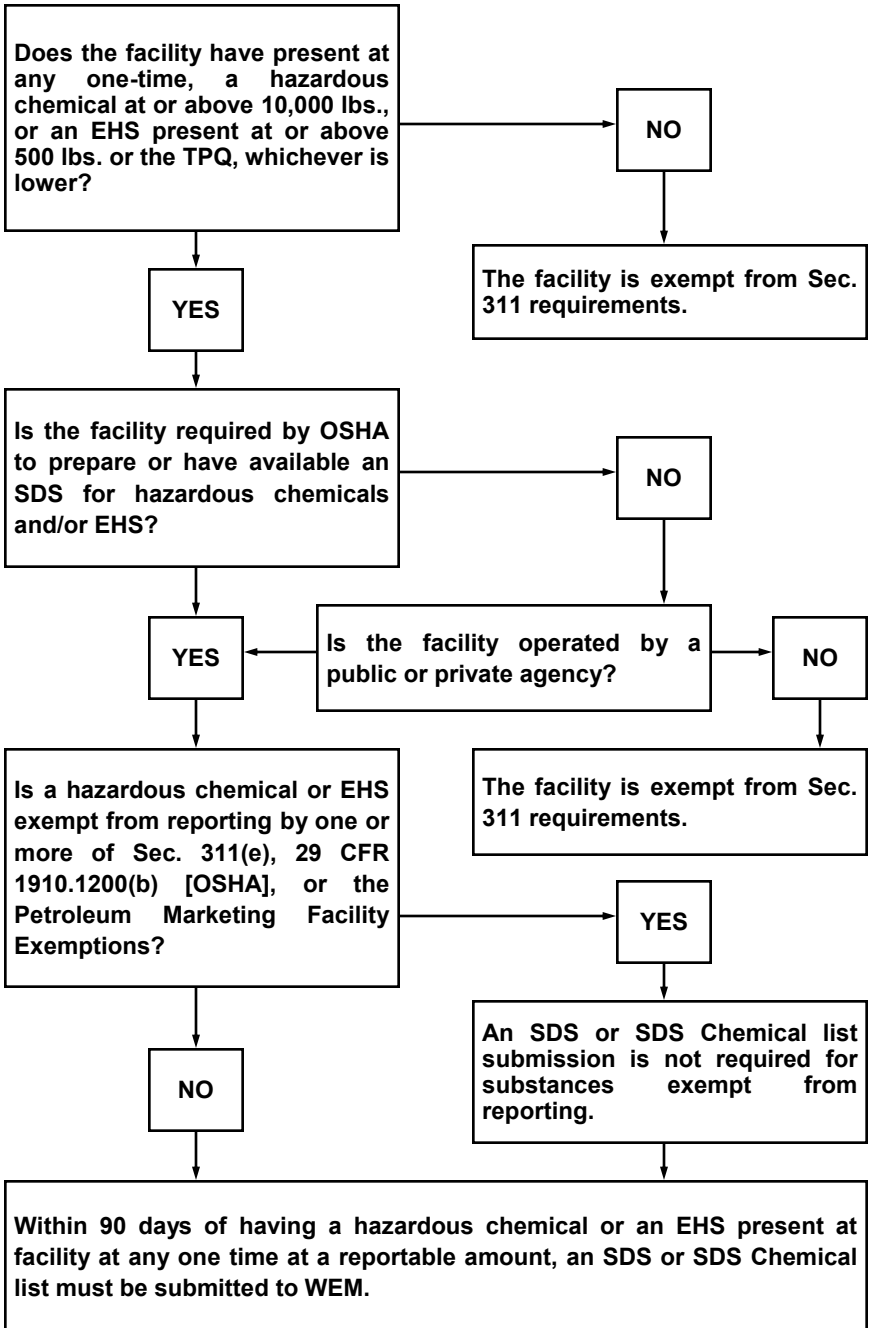 Does the facility have present at
any one-time, a hazardous
chemical at or above 10,000 lbs.,
or an EHS present at or above
500 lbs. or the TPQ, whichever is
lower?
NO
The facility is exempt from Sec.
311 requirements.
YES
Is the facility required by OSHA
to prepare or have available an
SDS for hazardous chemicals
and/or EHS?
NO
Is the facility operated by a
public or private agency?
YES
NO
The facility is exempt from Sec.
311 requirements.
Is a hazardous chemical or EHS
exempt from reporting by one or
more of Sec. 311(e), 29 CFR
1910.1200(b) [OSHA], or the
Petroleum Marketing Facility
Exemptions?
YES
An SDS or SDS Chemical list
submission is not required for
substances exempt from
reporting.
NO
Within 90 days of having a hazardous chemical or an EHS present at
facility at any one time at a reportable amount, an SDS or SDS Chemical
list must be submitted to WEM.